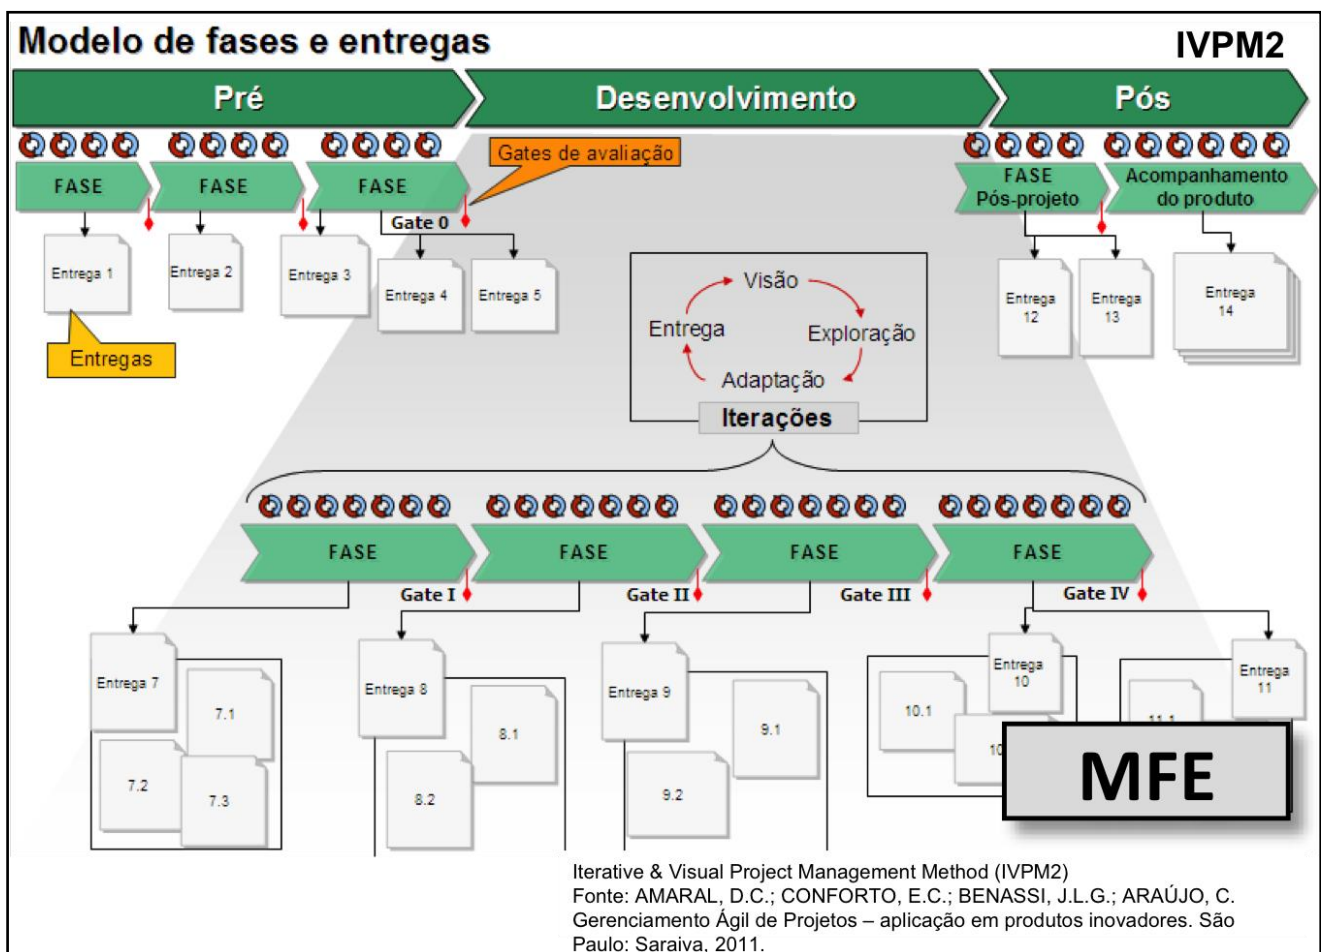 Modelo de fases e entregas
IVPM2
Pré
Desenvolvimento
Pós
Gates de avaliação
FASE
FASE
FASE
FASE
Pós-projeto
Acompanhamento
do produto
Gate 0
Entrega 1
Entrega 2
Entrega 3
Entrega 4
Entrega 5
Entrega
12
Entrega
13
Entrega
14
Entregas
Visão
Entrega
Exploração
Adaptação
Iterações
FASE
FASE
FASE
FASE
Gate I
Gate II
Gate III
Gate IV
Entrega 7
7.1
7.2
7.3
Entrega 8
8.1
8.2
Entrega 9
9.1
9.2
Entrega
10
10.1
Entrega
11
11.1
MFE
Iterative & Visual Project Management Method (IVPM2)
Fonte: AMARAL, D.C.; CONFORTO, E.C.; BENASSI, J.L.G.; ARAÚJO, C.
Gerenciamento Ágil de Projetos – aplicação em produtos inovadores. São
Paulo: Saraiva, 2011.